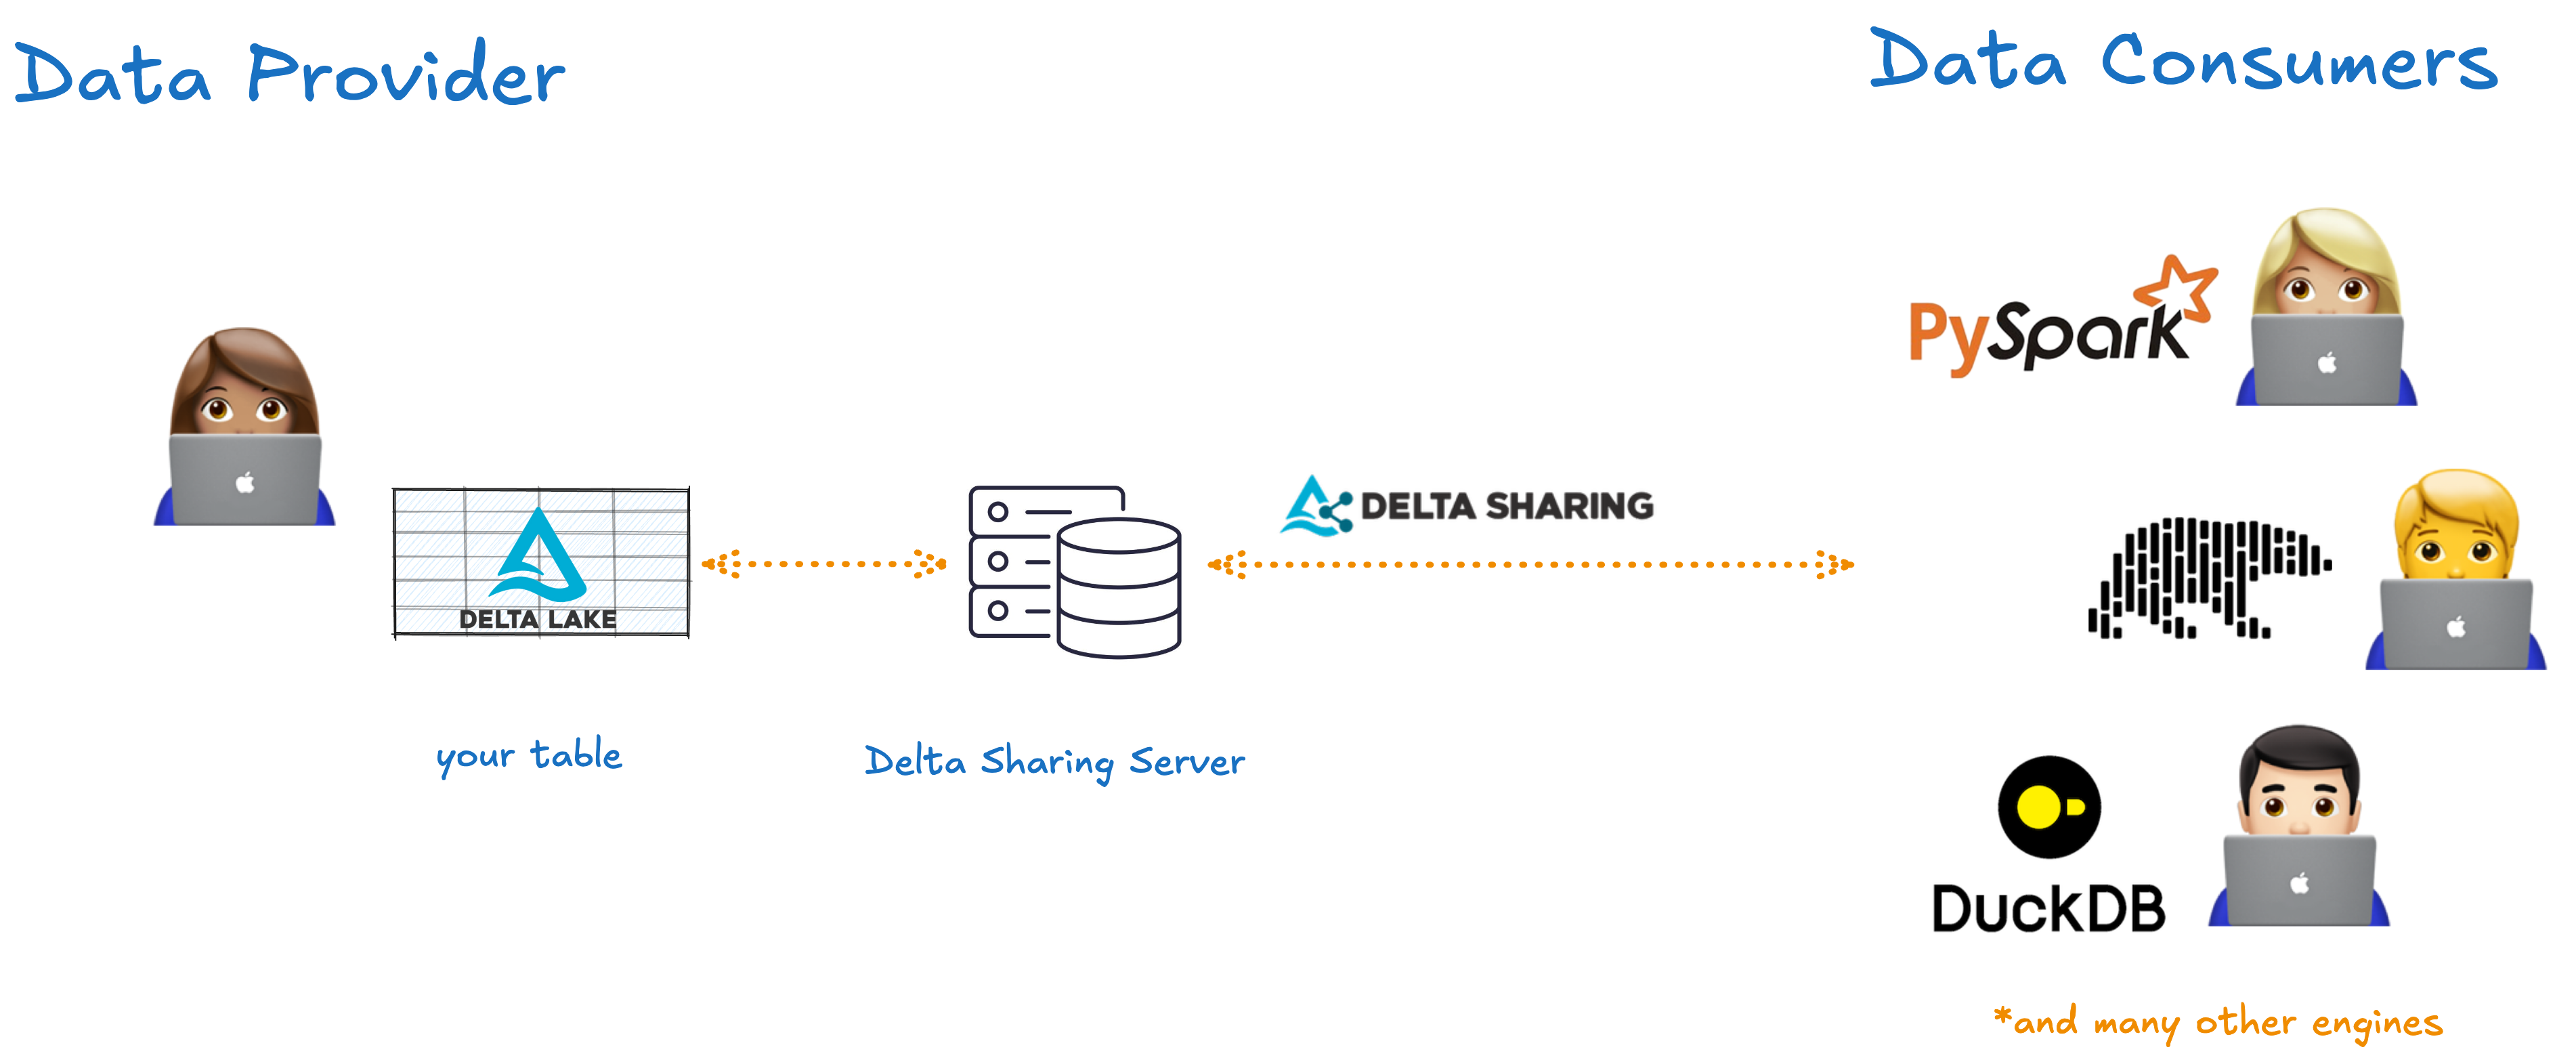 Data Provider
Data Consumers
PySpark
DELTA SHARING
DELTA LAKE
your table
Delta Sharing Server
DuckDB
*and many other engines